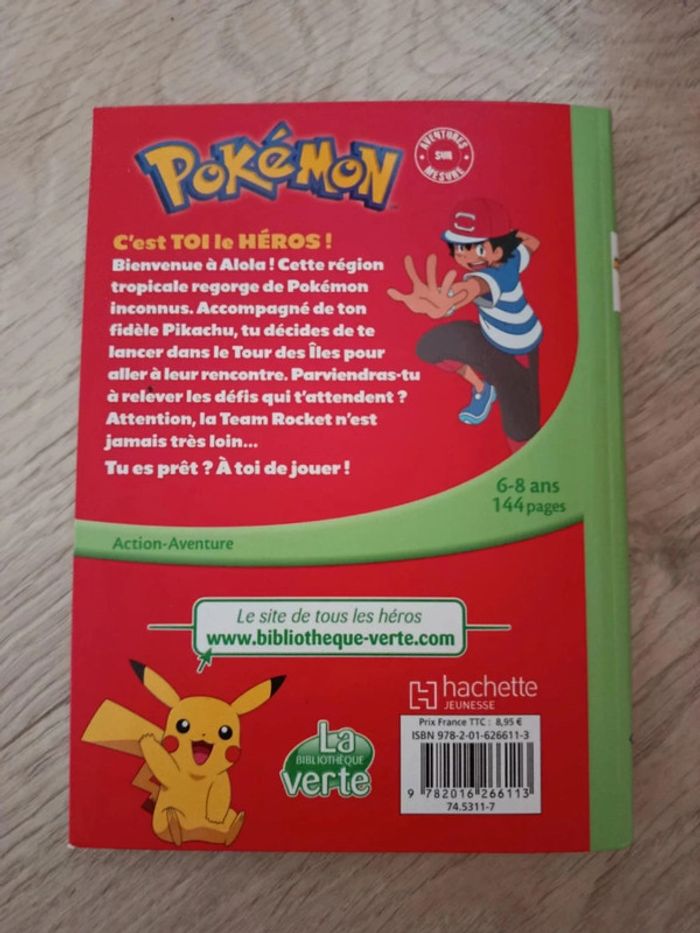 POKÉMON
AVENTURES
SUR
MESURE
C'est TOI le HÉROS !
Bienvenue à Alola ! Cette région
tropicale regorge de Pokémon
inconnus. Accompagné de ton
fidèle Pikachu, tu décides de te
lancer dans le Tour des Îles pour
aller à leur rencontre. Parviendras-tu
à relever les défis qui t'attendent ?
Attention, la Team Rocket n'est
jamais très loin...
Tu es prêt ? À toi de jouer !
6-8 ans
144 pages
Action-Aventure
Le site de tous les héros
www.bibliotheque-verte.com
hachette
JEUNESSE
Prix France TTC : 8,95 €
ISBN 978-2-01-626611-3
9 782016 266113
74.5311-7
La
BIBLIOTHÈQUE
verte